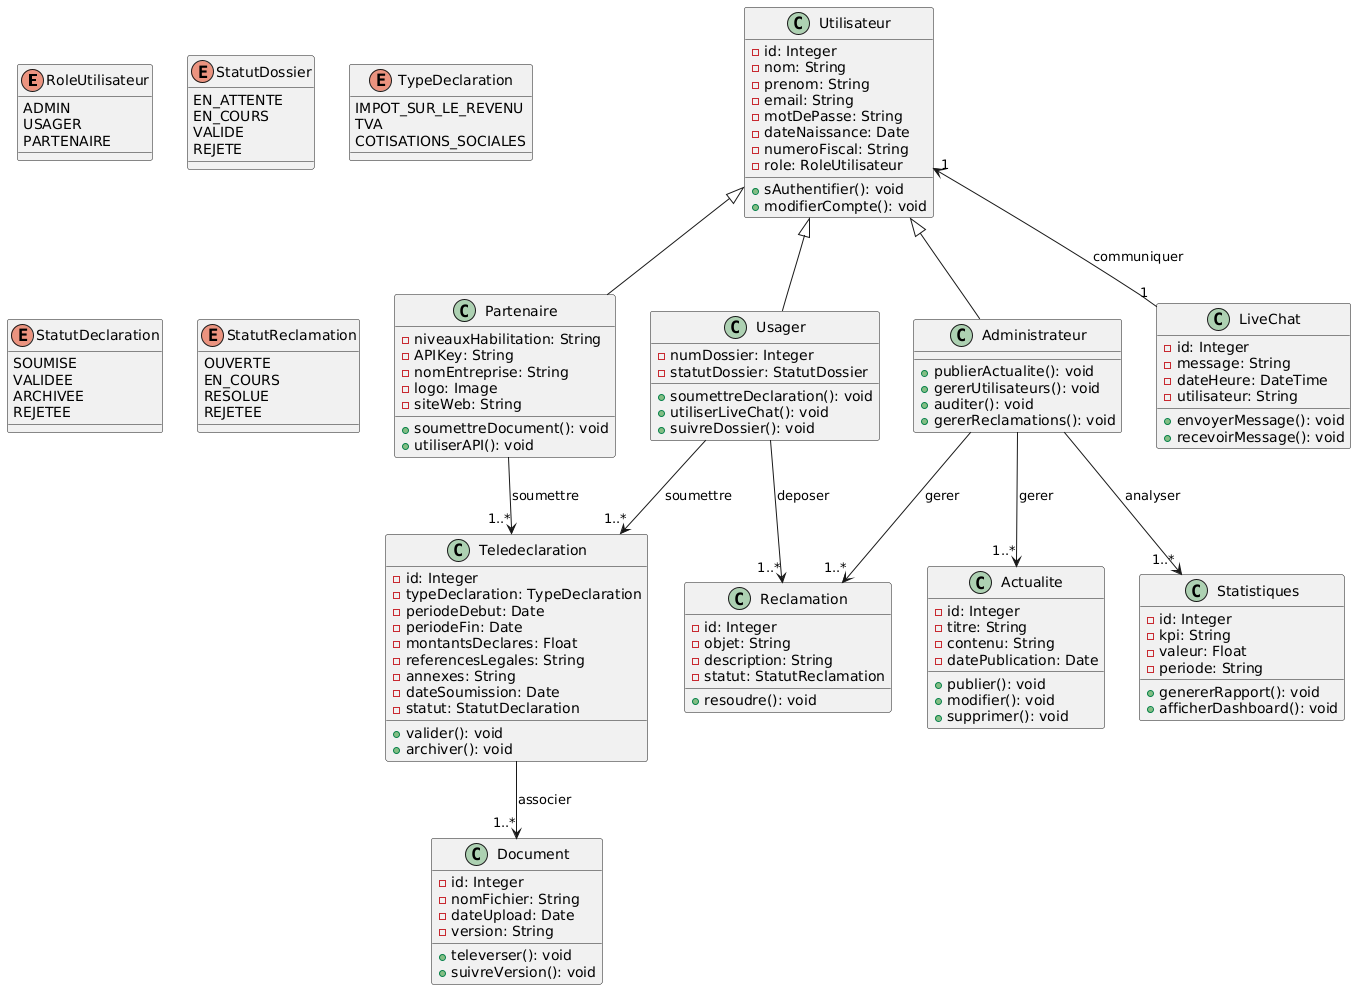 E RoleUtilisateur
ADMIN
USAGER
PARTENAIRE
E StatutDossier
EN_ATTENTE
EN_COURS
VALIDE
REJETE
E TypeDeclaration
IMPOT_SUR_LE_REVENU
TVA
COTISATIONS_SOCIALES
C Utilisateur
id: Integer
nom: String
prenom: String
email: String
motDePasse: String
dateNaissance: Date
numeroFiscal: String
role: RoleUtilisateur
sAuthentifier(): void
modifierCompte(): void
1
communiquer
1
E StatutDeclaration
SOUMISE
VALIDEE
ARCHIVEE
REJETEE
E StatutReclamation
OUVERTE
EN_COURS
RESOLUE
REJETEE
C Partenaire
niveauxHabilitation: String
APIKey: String
nomEntreprise: String
logo: Image
siteWeb: String
soumettreDocument(): void
utiliserAPI(): void
C Usager
numDossier: Integer
statutDossier: StatutDossier
soumettreDeclaration(): void
utiliserLiveChat(): void
suivreDossier(): void
C Administrateur
publierActualite(): void
gererUtilisateurs(): void
auditer(): void
gererReclamations(): void
C LiveChat
id: Integer
message: String
dateHeure: DateTime
utilisateur: String
envoyerMessage(): void
recevoirMessage(): void
soumettre
1..*
soumettre
1..*
deposer
1..*
gerer
1..*
gerer
1..*
analyser
1..*
C Teledeclaration
id: Integer
typeDeclaration: TypeDeclaration
periodeDebut: Date
periodeFin: Date
montantsDeclares: Float
referencesLegales: String
annexes: String
dateSoumission: Date
statut: StatutDeclaration
valider(): void
archiver(): void
C Reclamation
id: Integer
objet: String
description: String
statut: StatutReclamation
resoudre(): void
C Actualite
id: Integer
titre: String
contenu: String
datePublication: Date
publier(): void
modifier(): void
supprimer(): void
C Statistiques
id: Integer
kpi: String
valeur: Float
periode: String
genererRapport(): void
afficherDashboard(): void
associer
1..*
C Document
id: Integer
nomFichier: String
dateUpload: Date
version: String
televerser(): void
suivreVersion(): void